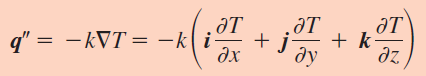 q″ = −k∇T = −k(i ∂T/∂x + j ∂T/∂y + k ∂T/∂z)